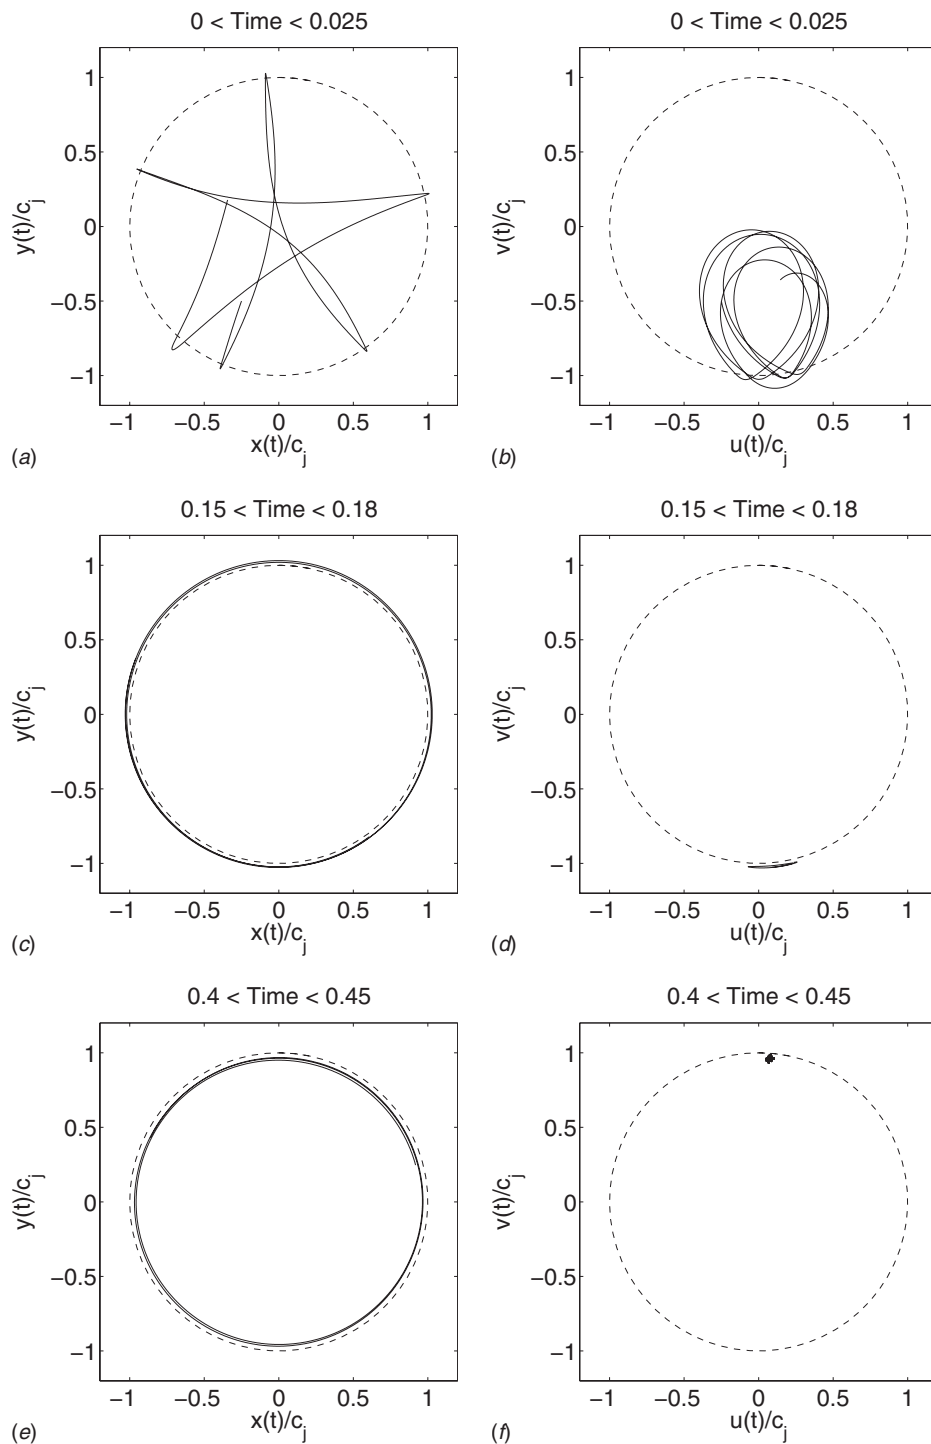 0 < Time < 0.025
0 < Time < 0.025
1
0.5
0
−0.5
−1
y(t)/c_j
−1 −0.5 0 0.5 1
x(t)/c_j
(a)
1
0.5
0
−0.5
−1
v(t)/c_j
−1 −0.5 0 0.5 1
u(t)/c_j
(b)
0.15 < Time < 0.18
0.15 < Time < 0.18
1
0.5
0
−0.5
−1
y(t)/c_j
−1 −0.5 0 0.5 1
x(t)/c_j
(c)
1
0.5
0
−0.5
−1
v(t)/c_j
−1 −0.5 0 0.5 1
u(t)/c_j
(d)
0.4 < Time < 0.45
0.4 < Time < 0.45
1
0.5
0
−0.5
−1
y(t)/c_j
−1 −0.5 0 0.5 1
x(t)/c_j
(e)
1
0.5
0
−0.5
−1
v(t)/c_j
−1 −0.5 0 0.5 1
u(t)/c_j
(f)